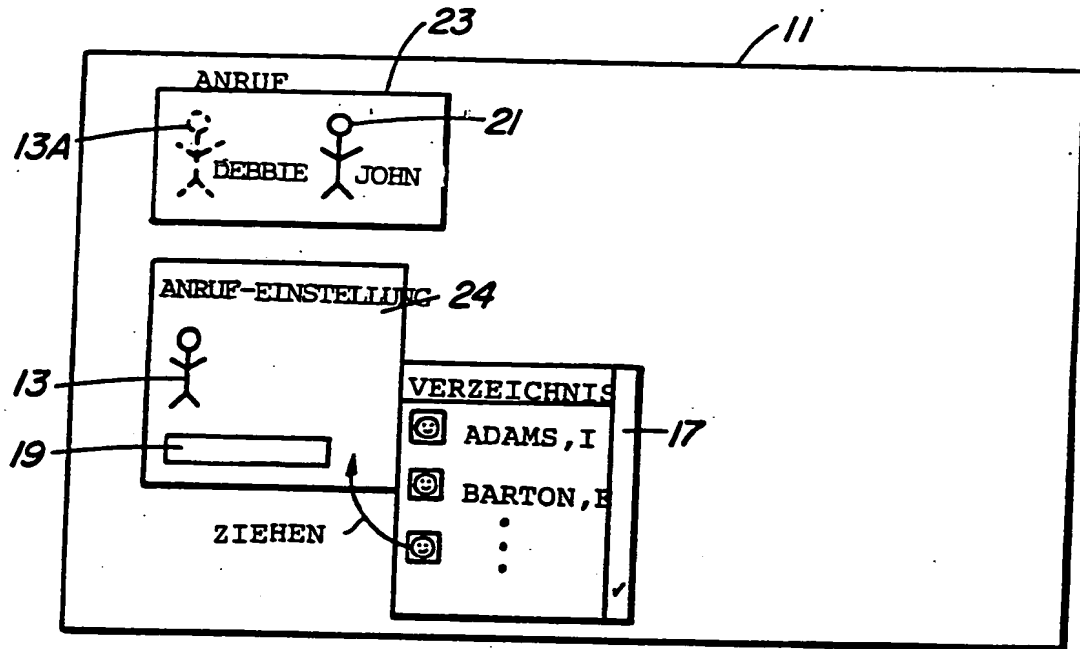 23
11
ANRUF
13A
21
DEBBIE
JOHN
ANRUF-EINSTELLUNG
24
13
VERZEICHNIS
17
19
ADAMS,I
BARTON,E
ZIEHEN